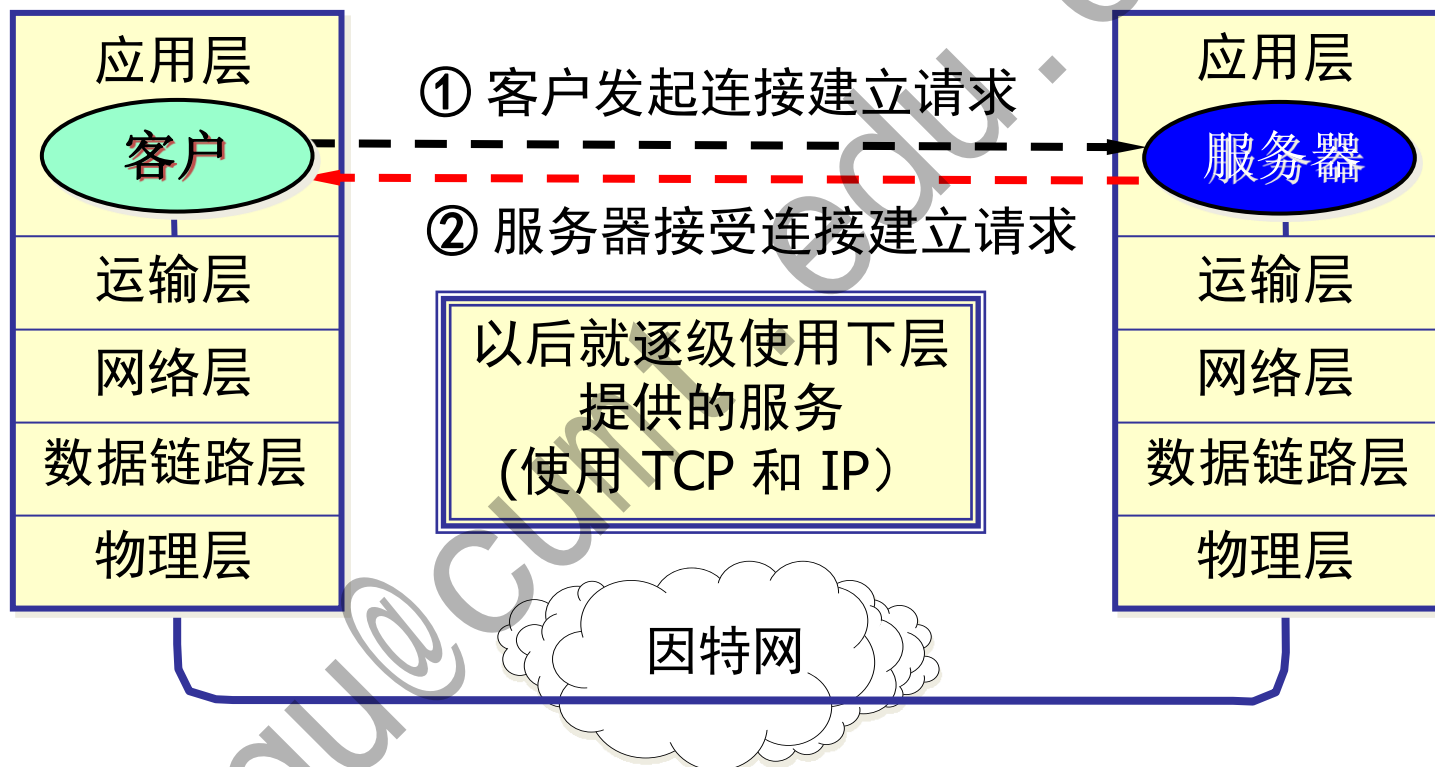 应用层
客户
运输层
网络层
数据链路层
物理层
① 客户发起连接建立请求
② 服务器接受连接建立请求
以后就逐级使用下层
提供的服务
(使用 TCP 和 IP）
因特网
应用层
服务器
运输层
网络层
数据链路层
物理层